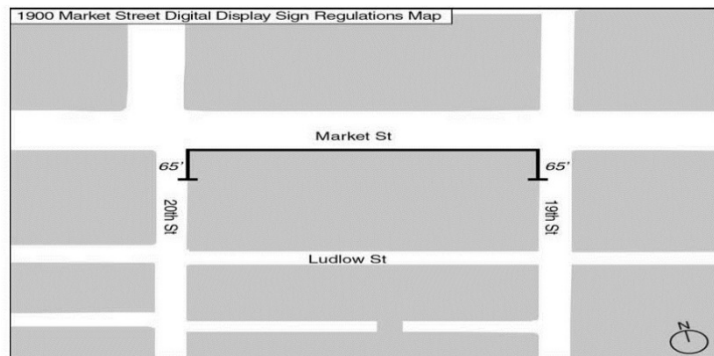 1900 Market Street Digital Display Sign Regulations Map
Market St
65'
65'
20th St
19th St
Ludlow St
N